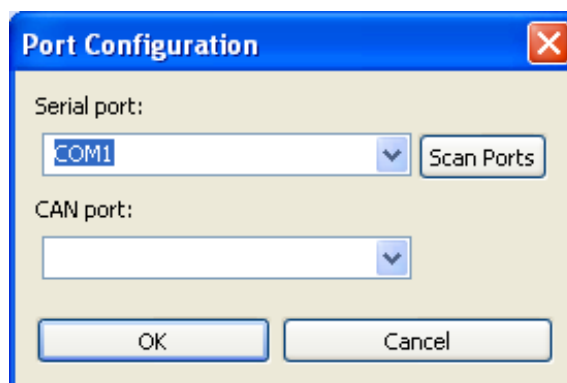 Port Configuration
Serial port:
COM1
Scan Ports
CAN port:
OK
Cancel